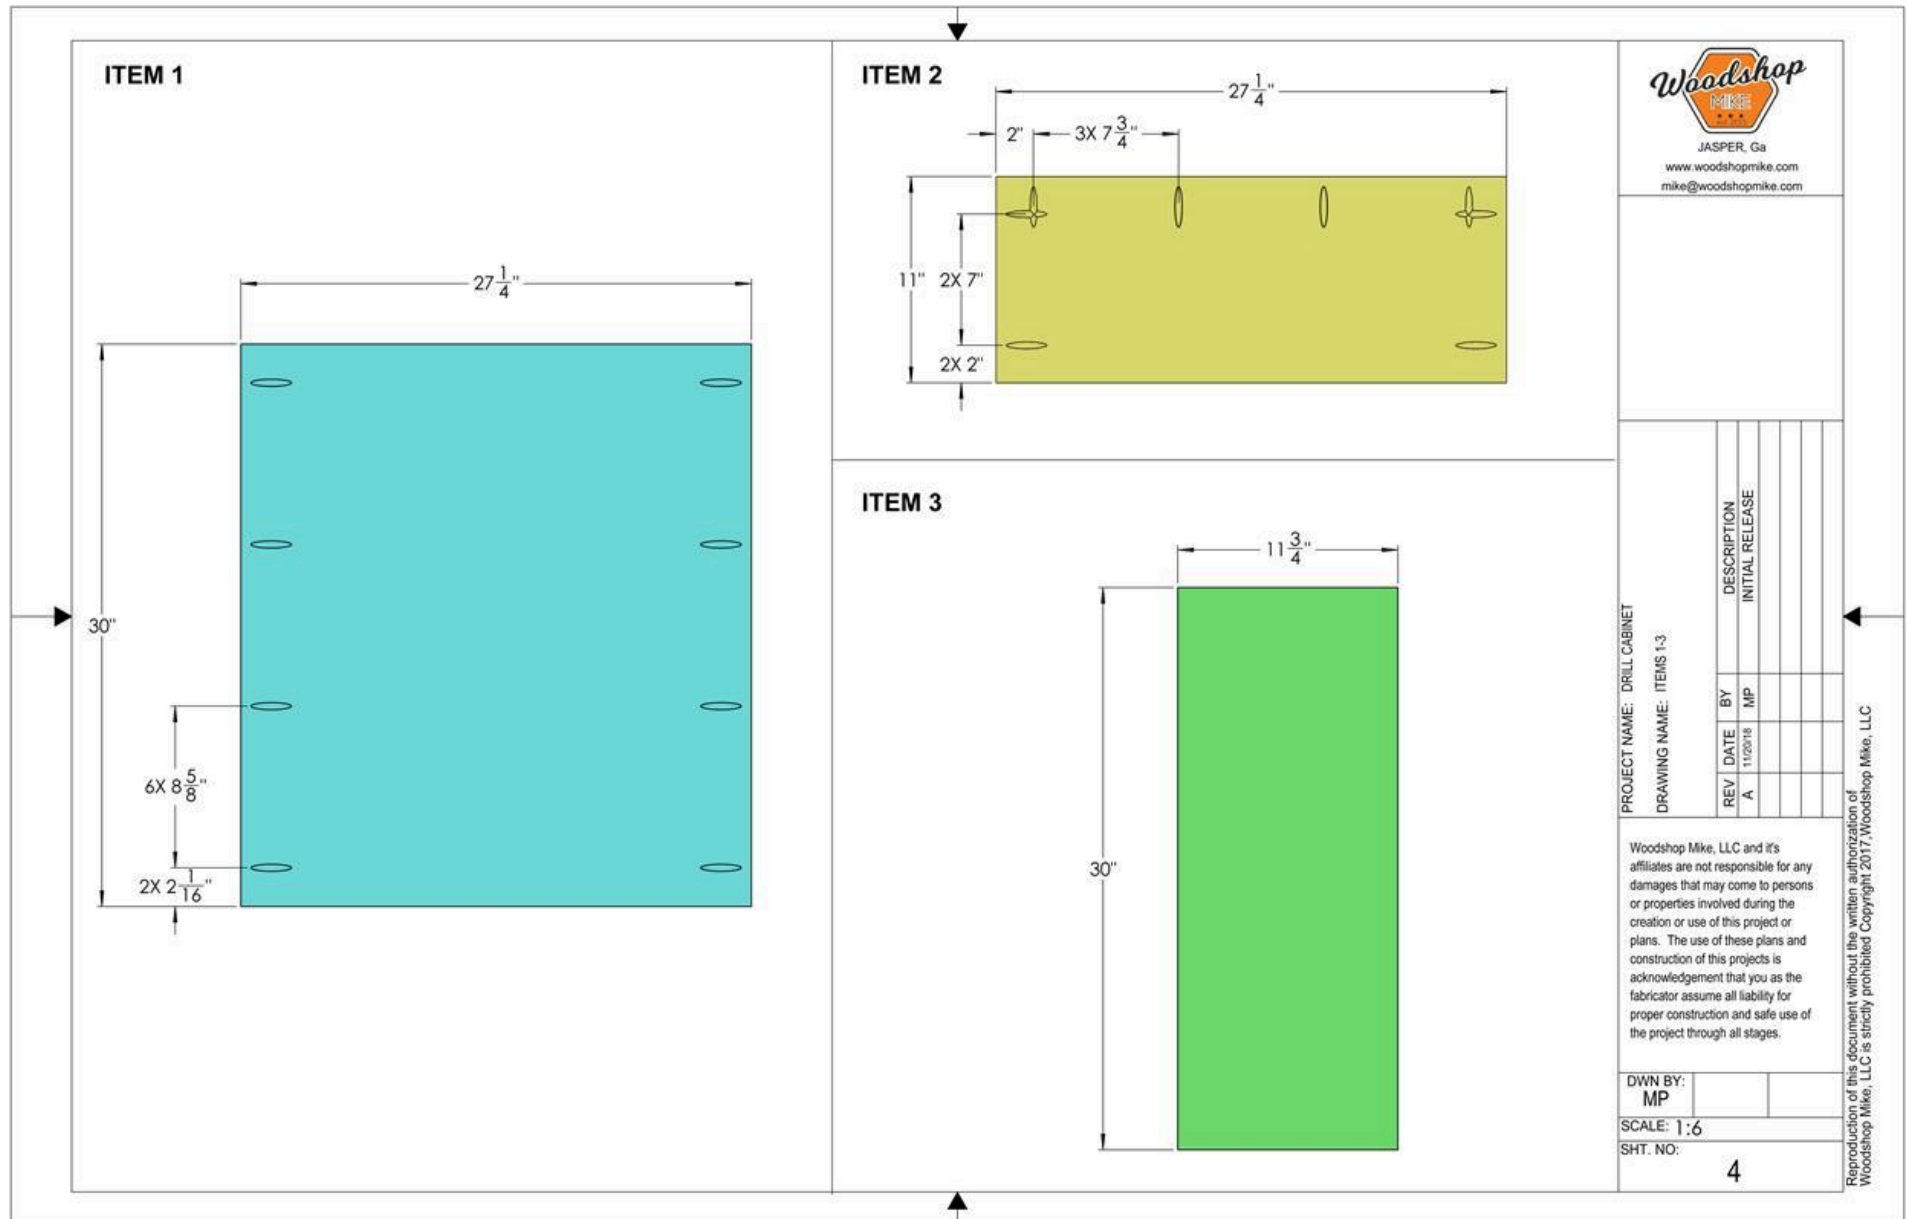 ITEM 1
27 1/4"
30"
6X 8 5/8"
2X 2 1/16"
ITEM 2
27 1/4"
2"
3X 7 3/4"
11"
2X 7"
2X 2"
ITEM 3
11 3/4"
30"
Woodshop
MIKE
JASPER, Ga
www.woodshopmike.com
mike@woodshopmike.com
PROJECT NAME: DRILL CABINET
DRAWING NAME: ITEMS 1-3
REV DATE BY DESCRIPTION
A 11/20/18 MP INITIAL RELEASE
Woodshop Mike, LLC and it's
affiliates are not responsible for any
damages that may come to persons
or properties involved during the
creation or use of this project or
plans. The use of these plans and
construction of this projects is
acknowledgement that you as the
fabricator assume all liability for
proper construction and safe use of
the project through all stages.
DWN BY:
MP
SCALE: 1:6
SHT. NO:
4
Reproduction of this document without the written authorization of
Woodshop Mike, LLC is strictly prohibited Copyright 2017,Woodshop Mike, LLC